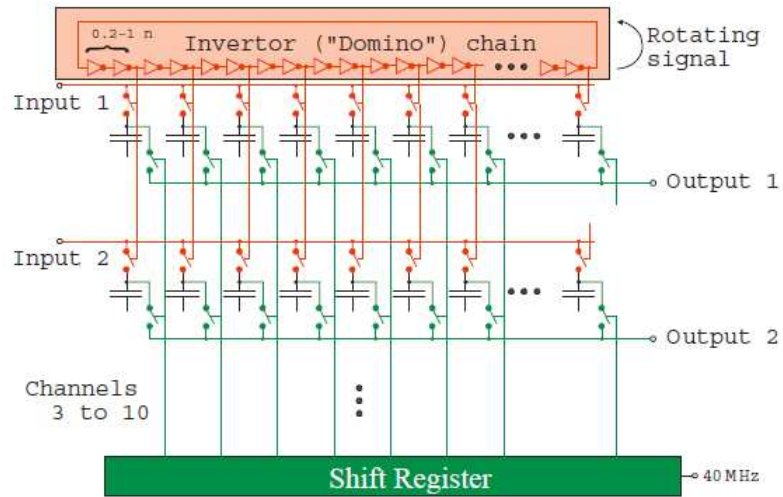 0.2-1 n
Invertor ("Domino") chain
Rotating
signal
Input 1
Output 1
Input 2
Output 2
Channels
3 to 10
Shift Register
40 MHz